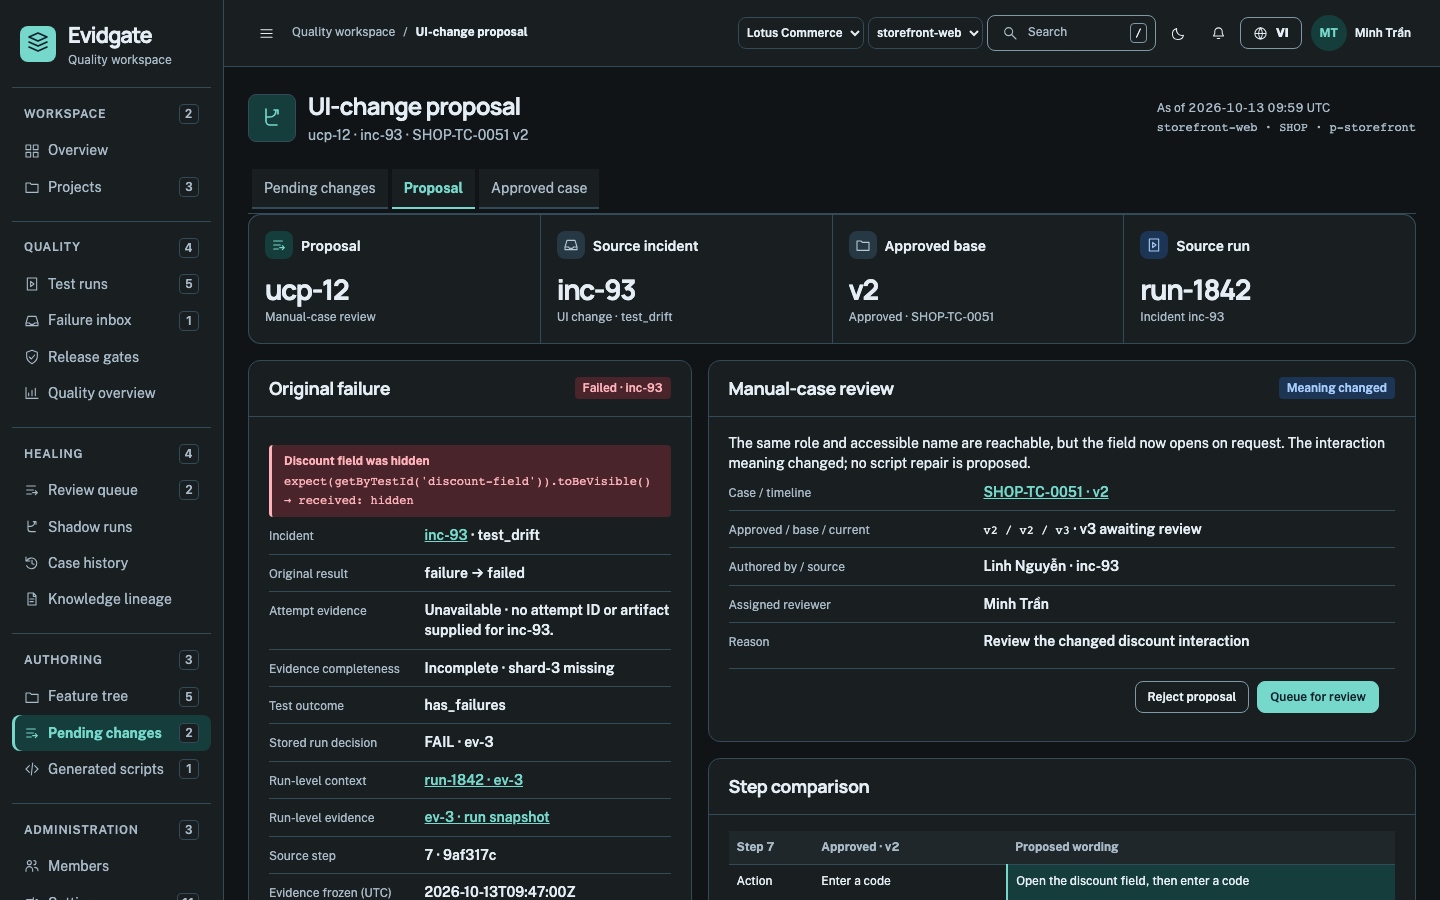 Evidgate
Quality workspace
WORKSPACE 2
Overview
Projects 3
QUALITY 4
Test runs 5
Failure inbox 1
Release gates
Quality overview
HEALING 4
Review queue 2
Shadow runs
Case history
Knowledge lineage
AUTHORING 3
Feature tree 5
Pending changes 2
Generated scripts 1
ADMINISTRATION 3
Members
Quality workspace / UI-change proposal
Lotus Commerce
storefront-web
Search /
VI
MT Minh Trần
UI-change proposal
ucp-12 · inc-93 · SHOP-TC-0051 v2
As of 2026-10-13 09:59 UTC
storefront-web · SHOP · p-storefront
Pending changes
Proposal
Approved case
Proposal
ucp-12
Manual-case review
Source incident
inc-93
UI change · test_drift
Approved base
v2
Approved · SHOP-TC-0051
Source run
run-1842
Incident inc-93
Original failure
Failed · inc-93
Discount field was hidden
expect(getByTestId('discount-field')).toBeVisible()
→ received: hidden
Incident inc-93 · test_drift
Original result failure → failed
Attempt evidence Unavailable · no attempt ID or artifact
supplied for inc-93.
Evidence completeness Incomplete · shard-3 missing
Test outcome has_failures
Stored run decision FAIL · ev-3
Run-level context run-1842 · ev-3
Run-level evidence ev-3 · run snapshot
Source step 7 · 9af317c
Evidence frozen (UTC) 2026-10-13T09:47:00Z
Manual-case review
Meaning changed
The same role and accessible name are reachable, but the field now opens on request. The interaction
meaning changed; no script repair is proposed.
Case / timeline SHOP-TC-0051 · v2
Approved / base / current v2 / v2 / v3 · v3 awaiting review
Authored by / source Linh Nguyễn · inc-93
Assigned reviewer Minh Trần
Reason Review the changed discount interaction
Reject proposal
Queue for review
Step comparison
Step 7 Approved · v2 Proposed wording
Action Enter a code Open the discount field, then enter a code